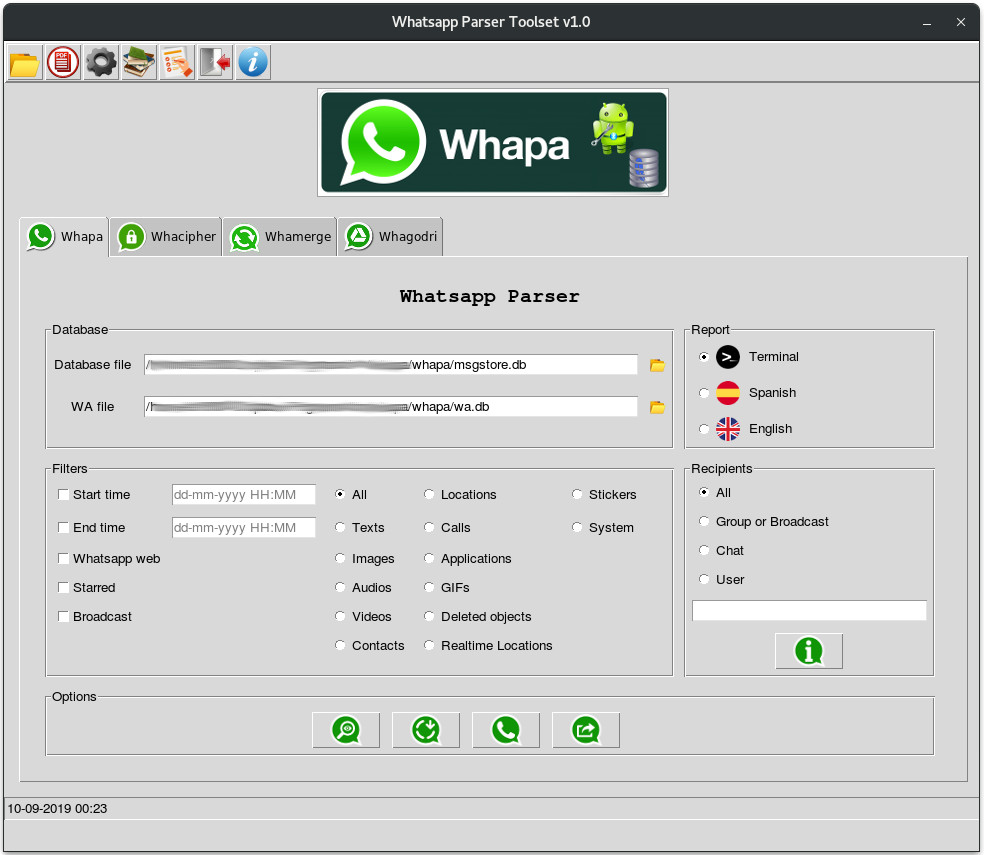 Whatsapp Parser Toolset v1.0
PDF
Whapa
Whapa Whacipher Whamerge Whagodri
Whatsapp Parser
Database
Database file /whapa/msgstore.db
WA file /whapa/wa.db
Report
Terminal
Spanish
English
Filters
Start time dd-mm-yyyy HH:MM All Locations Stickers
End time dd-mm-yyyy HH:MM Texts Calls System
Whatsapp web Images Applications
Starred Audios GIFs
Broadcast Videos Deleted objects
Contacts Realtime Locations
Recipients
All
Group or Broadcast
Chat
User
Options
10-09-2019 00:23